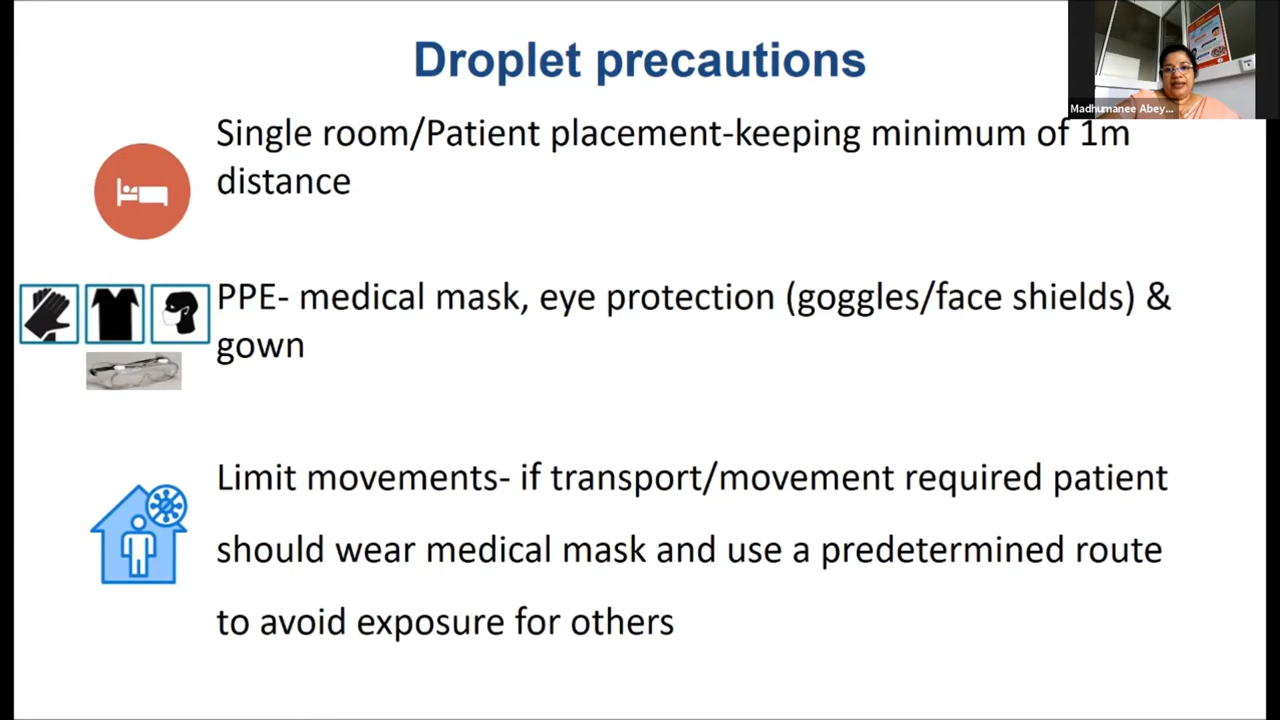 Droplet precautions
Madhumanee Abey...
Single room/Patient placement-keeping minimum of 1m
distance
PPE- medical mask, eye protection (goggles/face shields) &
gown
Limit movements- if transport/movement required patient
should wear medical mask and use a predetermined route
to avoid exposure for others